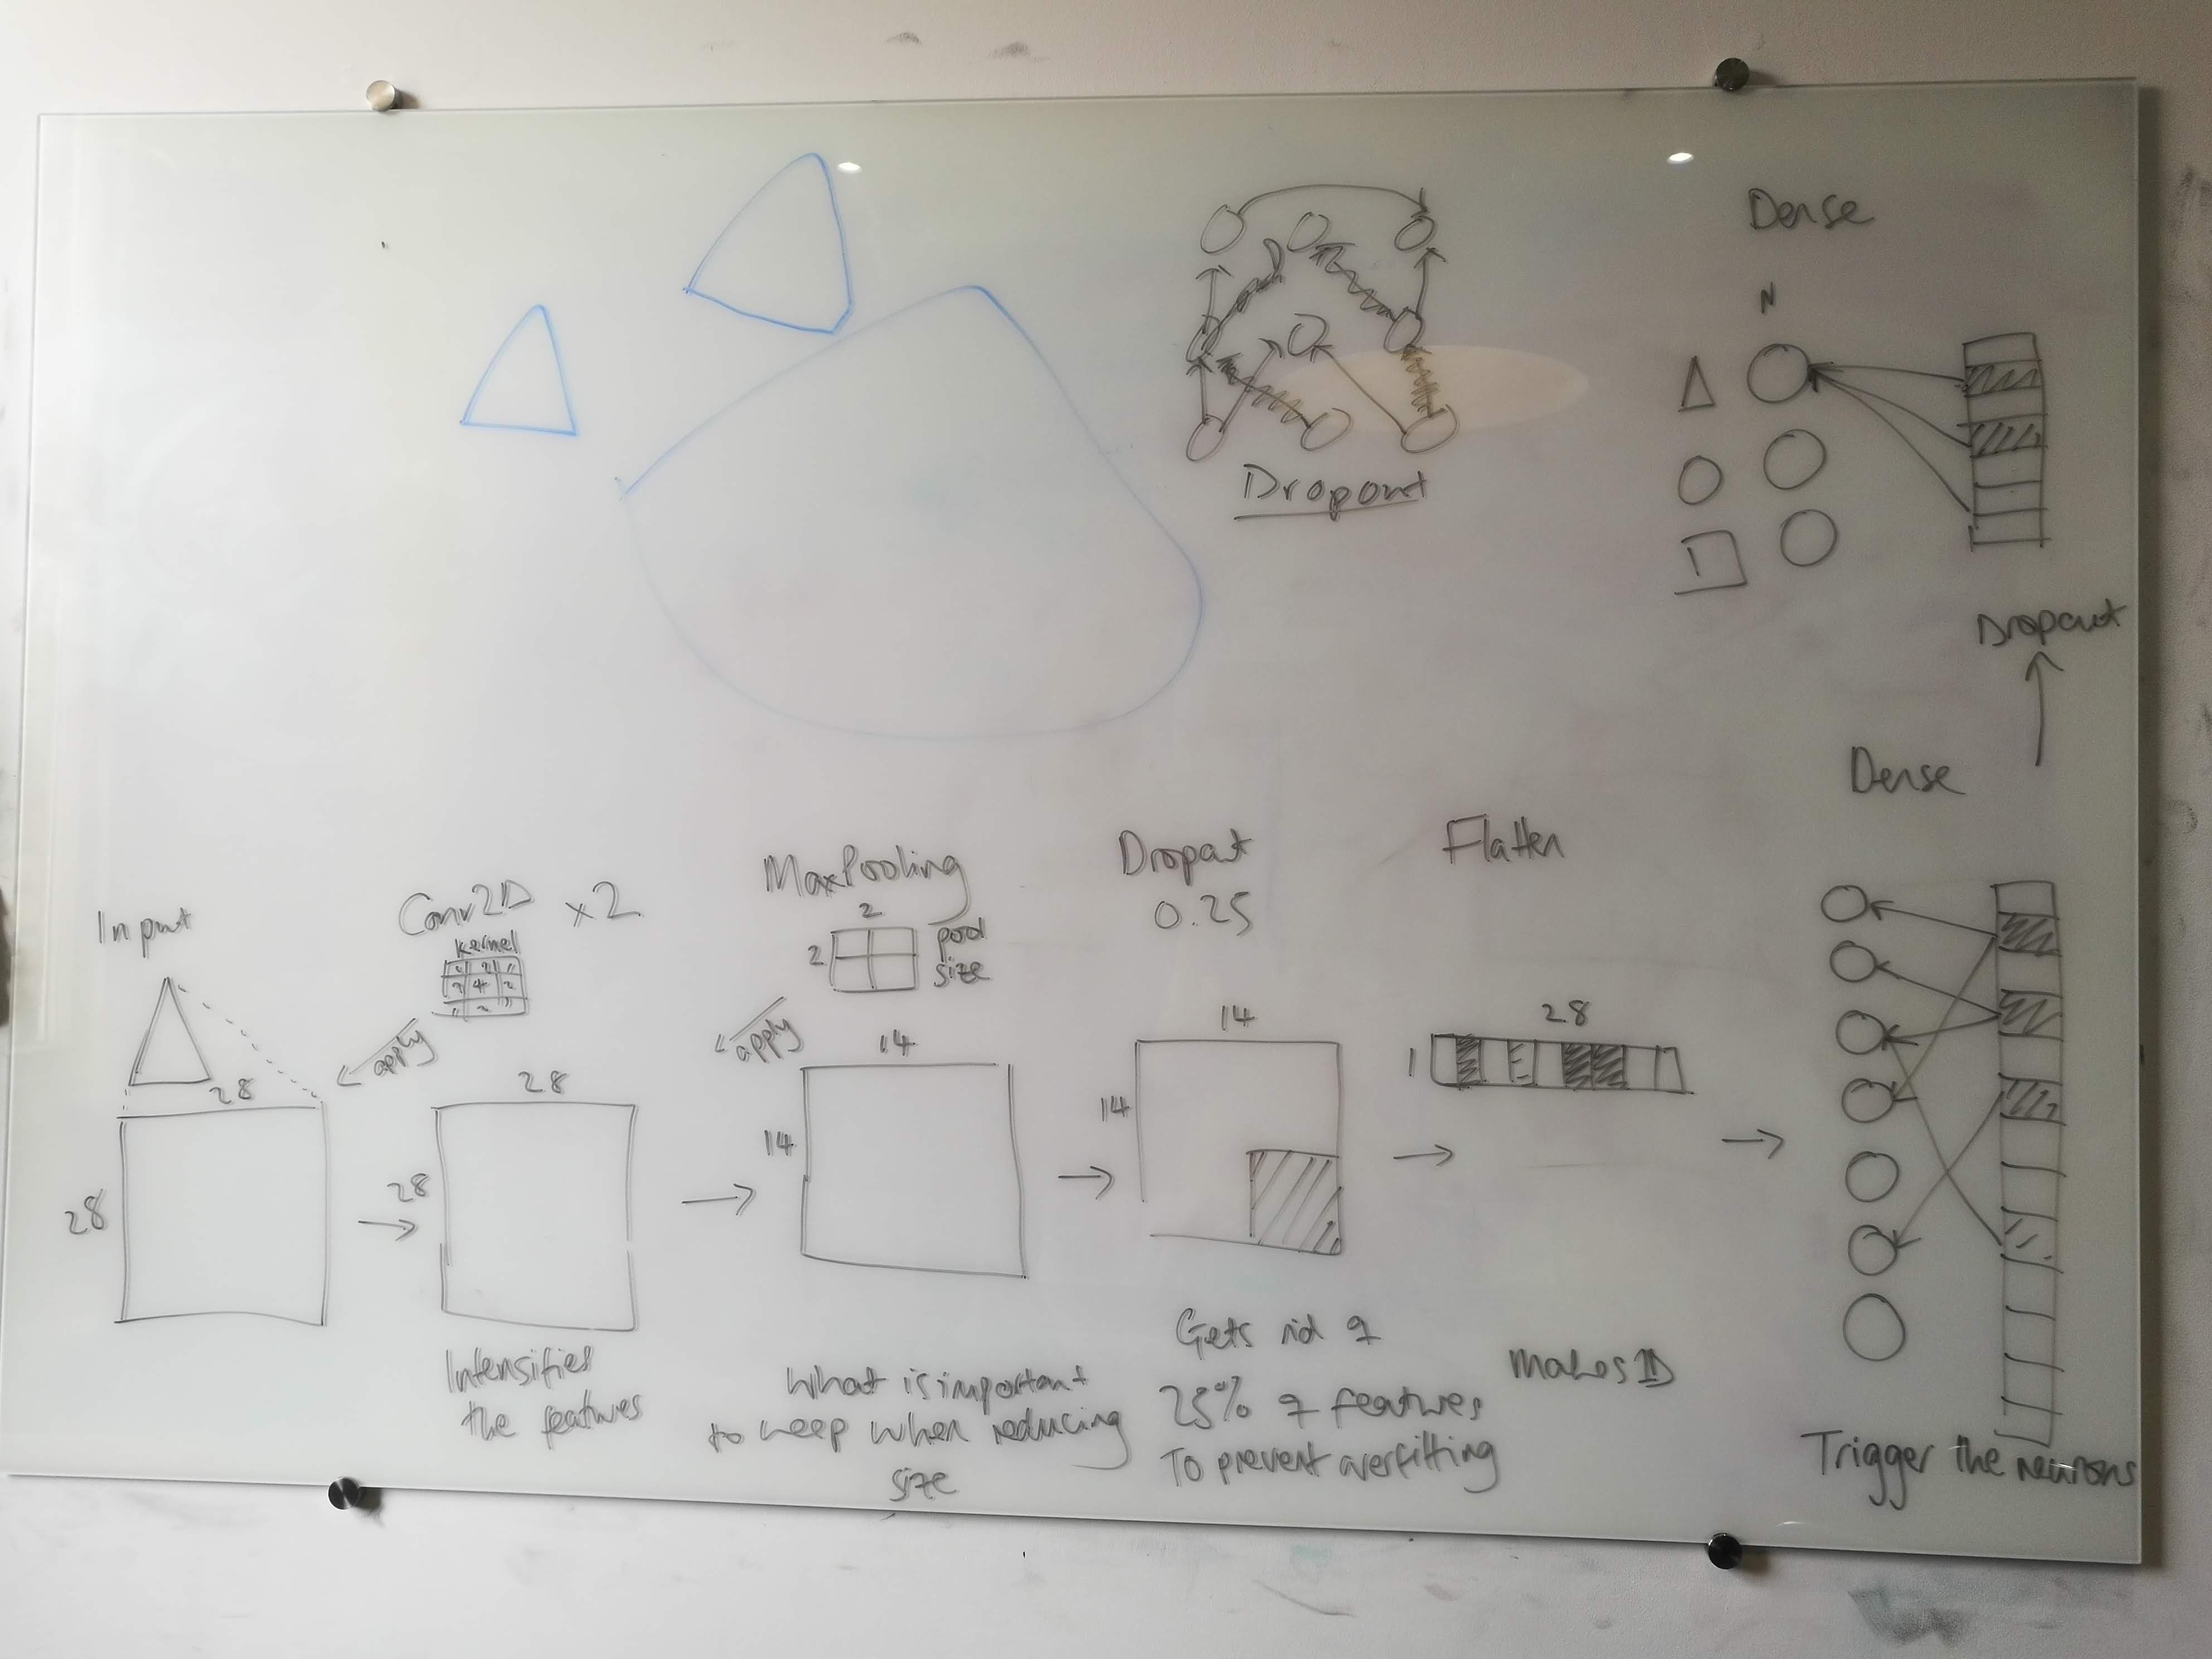 Dropout
Dense
N
Dropout
Dense
Input
28
28
Conv2D x2
kernel
apply
28
28
Intensifies
the features
MaxPooling
2
2
pool
size
apply
14
14
What is important
to keep when reducing
size
Dropout
0.25
14
14
Gets rid of
25% of features
To prevent overfitting
Flatten
28
1
Makes 1D
Trigger the neurons